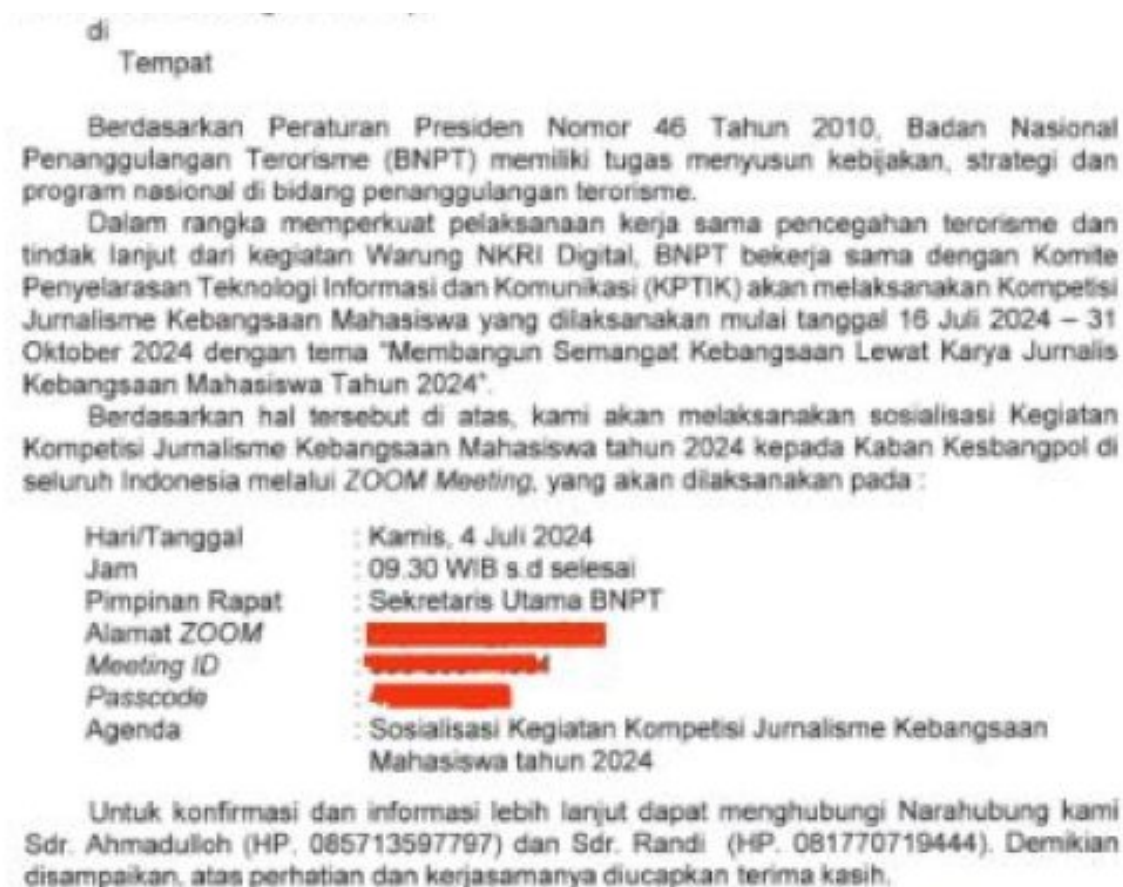 di
Tempat
Berdasarkan Peraturan Presiden Nomor 46 Tahun 2010, Badan Nasional
Penanggulangan Terorisme (BNPT) memiliki tugas menyusun kebijakan, strategi dan
program nasional di bidang penanggulangan terorisme.
Dalam rangka memperkuat pelaksanaan kerja sama pencegahan terorisme dan
tindak lanjut dari kegiatan Warung NKRI Digital, BNPT bekerja sama dengan Komite
Penyelarasan Teknologi Informasi dan Komunikasi (KPTIK) akan melaksanakan Kompetisi
Jurnalisme Kebangsaan Mahasiswa yang dilaksanakan mulai tanggal 16 Juli 2024 – 31
Oktober 2024 dengan tema "Membangun Semangat Kebangsaan Lewat Karya Jurnalis
Kebangsaan Mahasiswa Tahun 2024".
Berdasarkan hal tersebut di atas, kami akan melaksanakan sosialisasi Kegiatan
Kompetisi Jurnalisme Kebangsaan Mahasiswa tahun 2024 kepada Kaban Kesbangpol di
seluruh Indonesia melalui ZOOM Meeting, yang akan dilaksanakan pada :
Hari/Tanggal : Kamis, 4 Juli 2024
Jam : 09.30 WIB s.d selesai
Pimpinan Rapat : Sekretaris Utama BNPT
Alamat ZOOM :
Meeting ID :
Passcode :
Agenda : Sosialisasi Kegiatan Kompetisi Jurnalisme Kebangsaan
Mahasiswa tahun 2024
Untuk konfirmasi dan informasi lebih lanjut dapat menghubungi Narahubung kami
Sdr. Ahmadulloh (HP. 085713597797) dan Sdr. Randi (HP. 081770719444). Demikian
disampaikan, atas perhatian dan kerjasamanya diucapkan terima kasih.